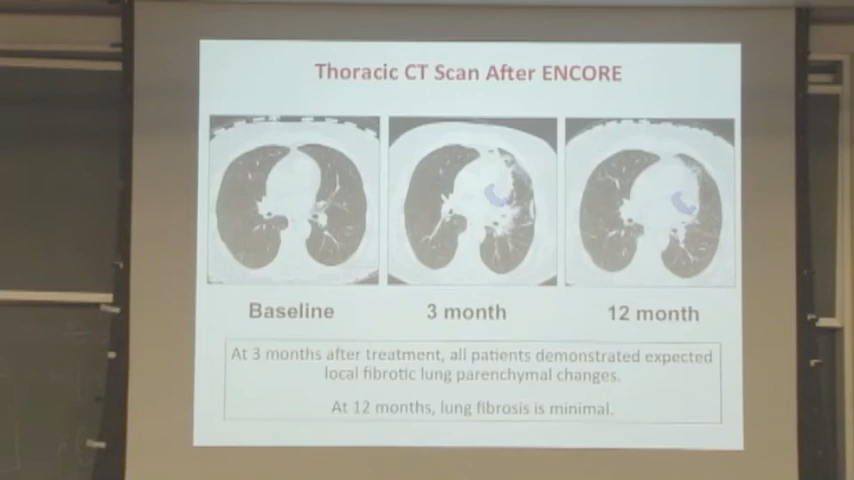 Thoracic CT Scan After ENCORE
Baseline
3 month
12 month
At 3 months after treatment, all patients demonstrated expected
local fibrotic lung parenchymal changes.
At 12 months, lung fibrosis is minimal.